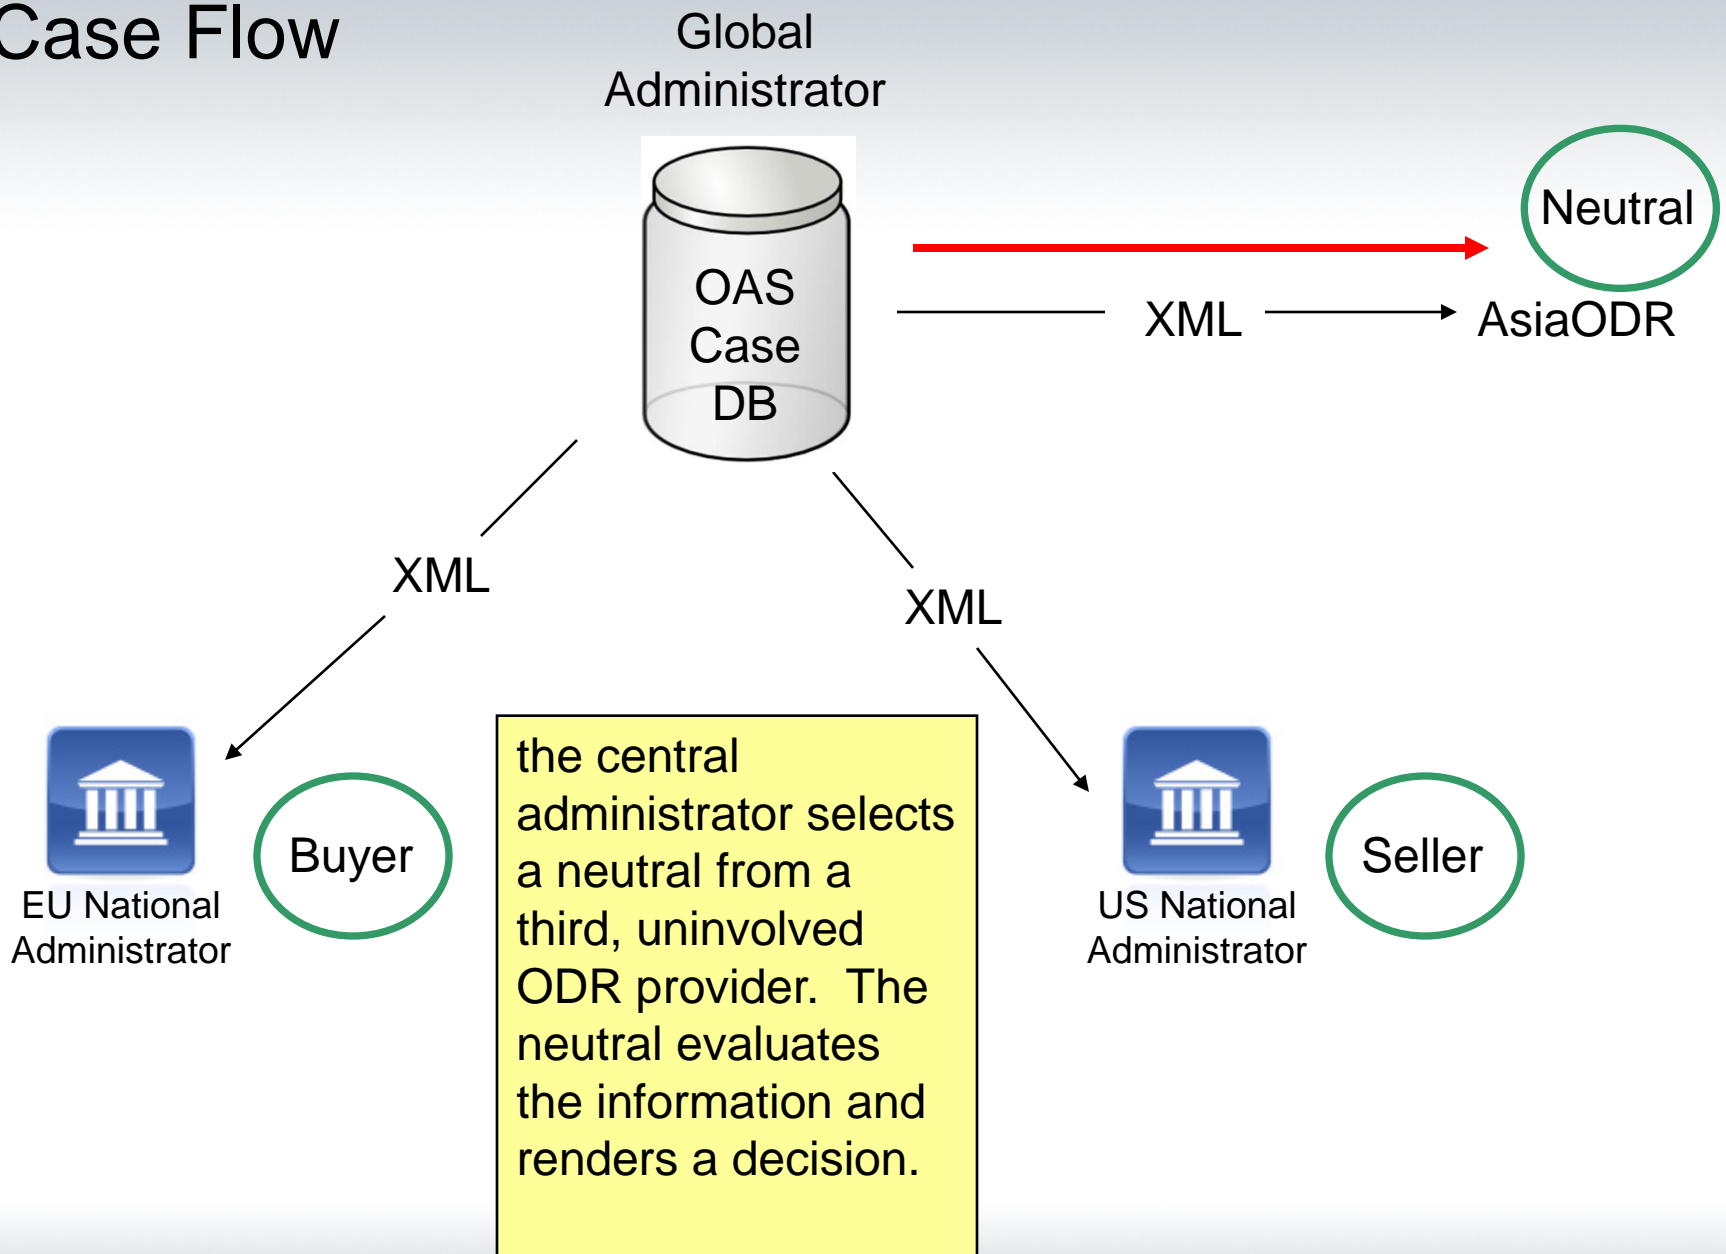 Case Flow
Global
Administrator
Neutral
OAS
Case
DB
XML
AsiaODR
XML
XML
Buyer
EU National
Administrator
the central
administrator selects
a neutral from a
third, uninvolved
ODR provider.  The
neutral evaluates
the information and
renders a decision.
Seller
US National
Administrator